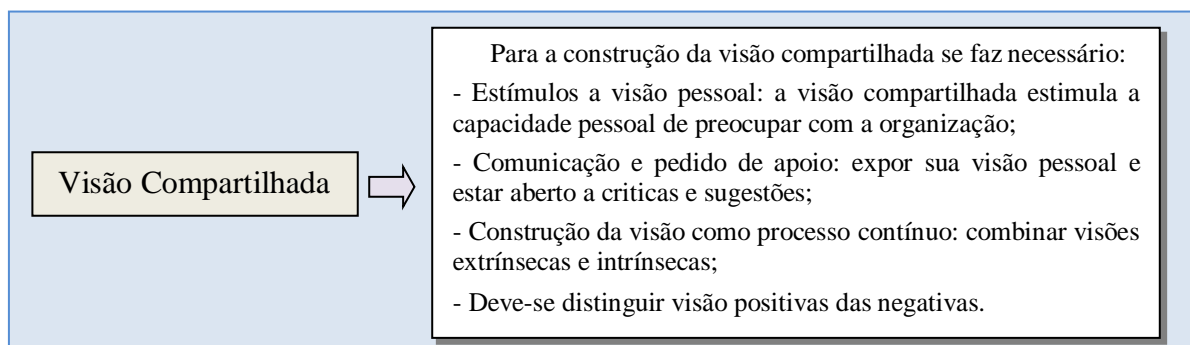 Visão Compartilhada
Para a construção da visão compartilhada se faz necessário:
- Estímulos a visão pessoal: a visão compartilhada estimula a
capacidade pessoal de preocupar com a organização;
- Comunicação e pedido de apoio: expor sua visão pessoal e
estar aberto a criticas e sugestões;
- Construção da visão como processo contínuo: combinar visões
extrínsecas e intrínsecas;
- Deve-se distinguir visão positivas das negativas.